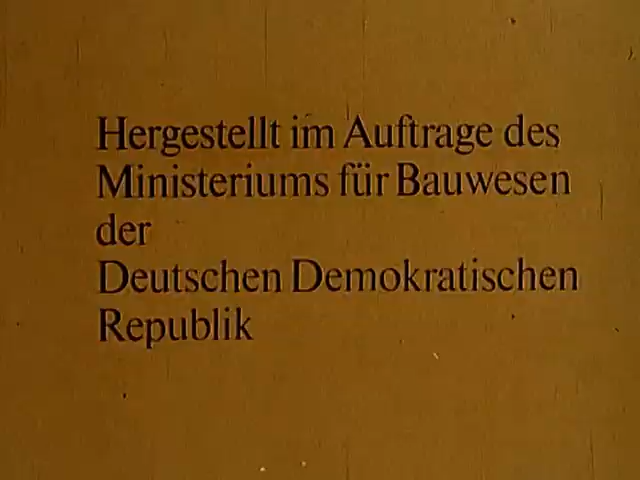 Hergestellt im Auftrage des
Ministeriums für Bauwesen
der
Deutschen Demokratischen
Republik